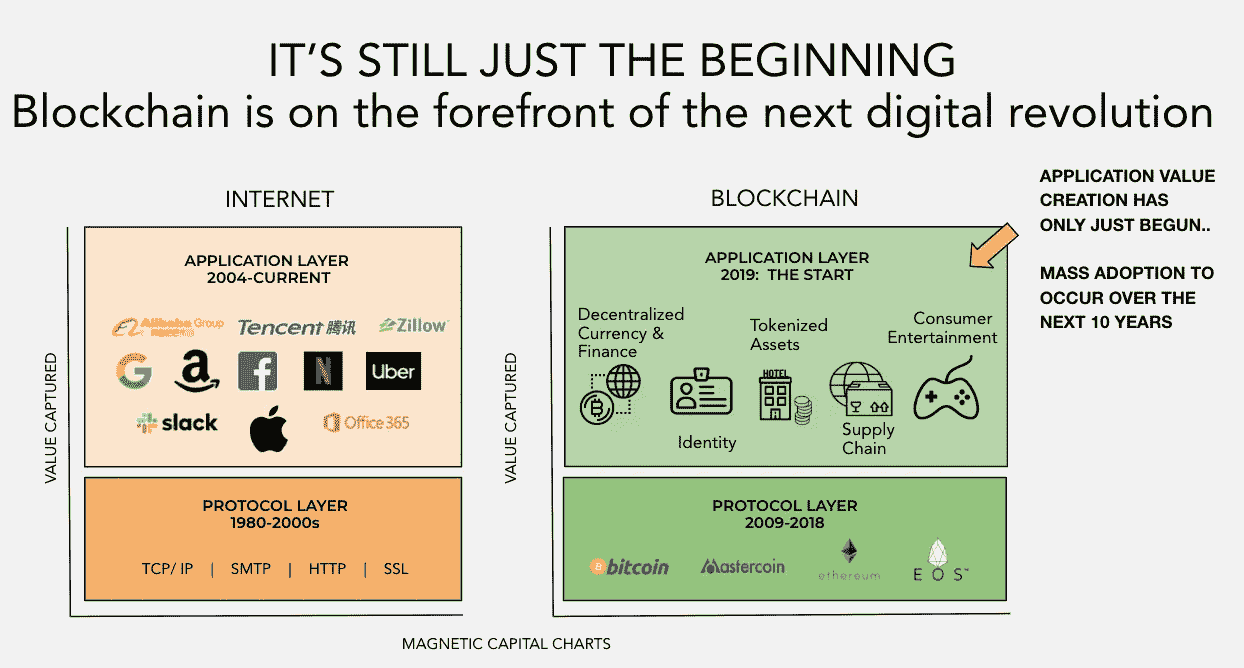 IT'S STILL JUST THE BEGINNING
Blockchain is on the forefront of the next digital revolution
INTERNET
VALUE CAPTURED
APPLICATION LAYER
2004-CURRENT
Alibaba Group
Tencent 腾讯
Zillow
G
a
f
N
Uber
slack
Office 365
PROTOCOL LAYER
1980-2000s
TCP/ IP | SMTP | HTTP | SSL
BLOCKCHAIN
VALUE CAPTURED
APPLICATION LAYER
2019: THE START
Decentralized
Currency &
Finance
Identity
Tokenized
Assets
HOTEL
Supply
Chain
Consumer
Entertainment
PROTOCOL LAYER
2009-2018
bitcoin
Mastercoin
ethereum
EOS™
APPLICATION VALUE
CREATION HAS
ONLY JUST BEGUN..
MASS ADOPTION TO
OCCUR OVER THE
NEXT 10 YEARS
MAGNETIC CAPITAL CHARTS